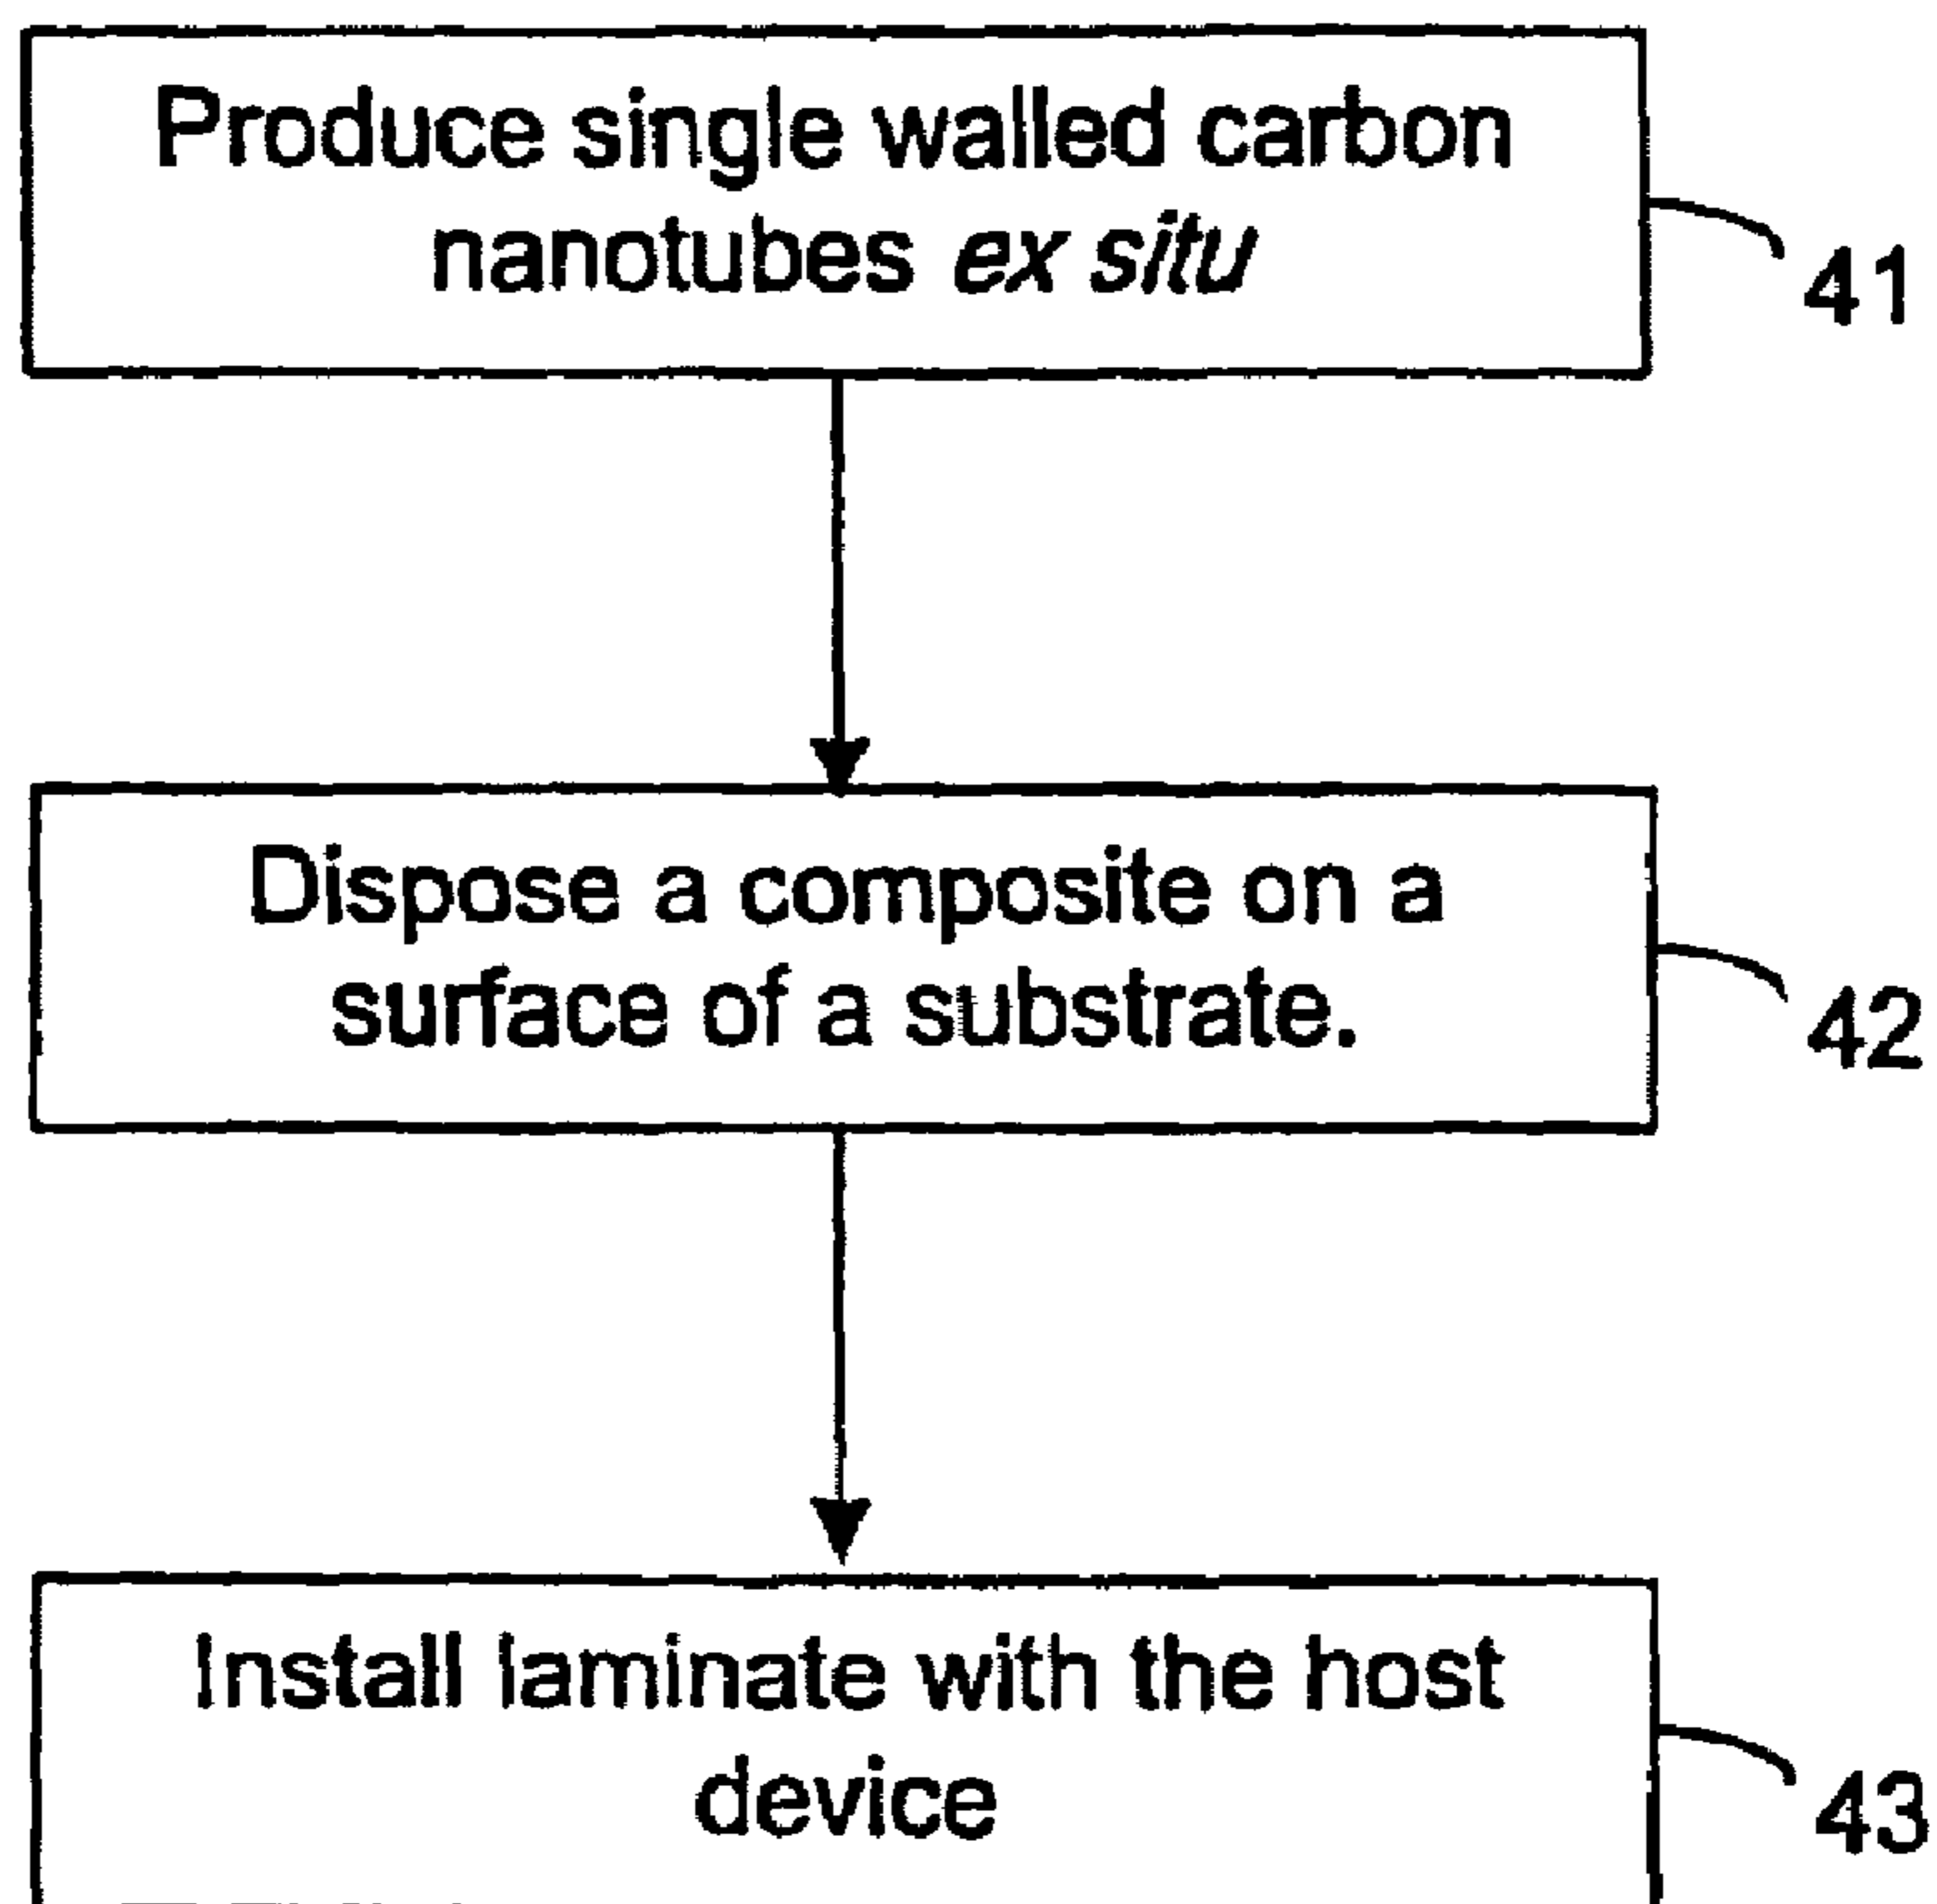 Produce single walled carbon
nanotubes ex situ
41
Dispose a composite on a
surface of a substrate.
42
Install laminate with the host
device
43